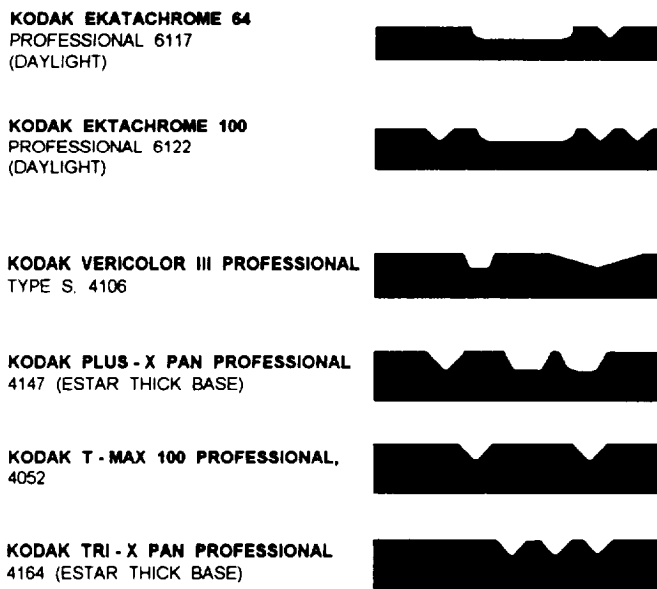 KODAK EKATACHROME 64
PROFESSIONAL 6117
(DAYLIGHT)
KODAK EKTACHROME 100
PROFESSIONAL 6122
(DAYLIGHT)
KODAK VERICOLOR III PROFESSIONAL
TYPE S. 4106
KODAK PLUS-X PAN PROFESSIONAL
4147 (ESTAR THICK BASE)
KODAK T-MAX 100 PROFESSIONAL,
4052
KODAK TRI-X PAN PROFESSIONAL
4164 (ESTAR THICK BASE)